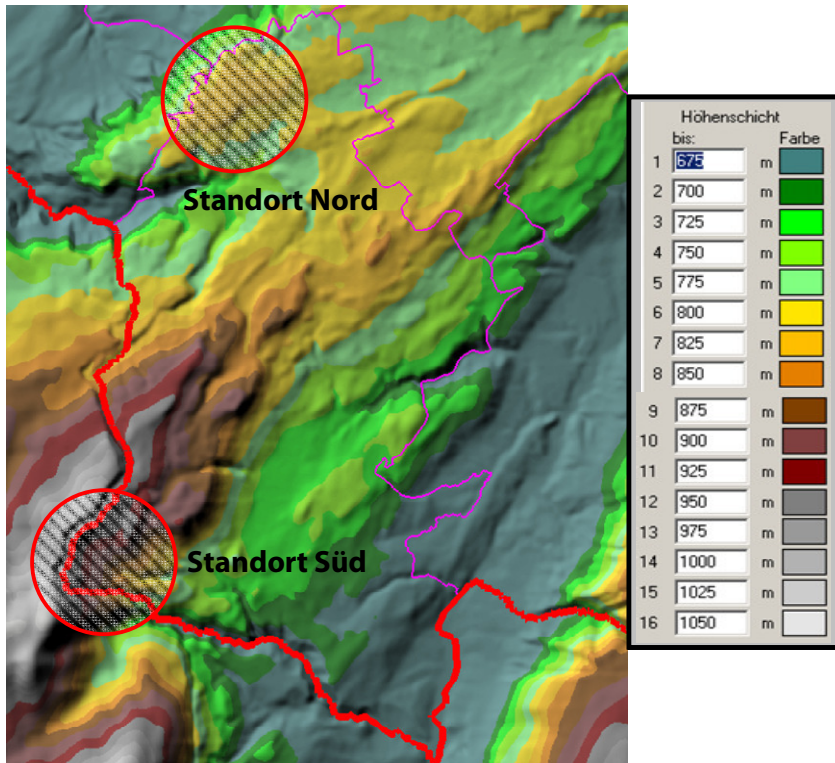 Standort Nord
Standort Süd
Höhenschicht
bis: Farbe
1 675 m
2 700 m
3 725 m
4 750 m
5 775 m
6 800 m
7 825 m
8 850 m
9 875 m
10 900 m
11 925 m
12 950 m
13 975 m
14 1000 m
15 1025 m
16 1050 m